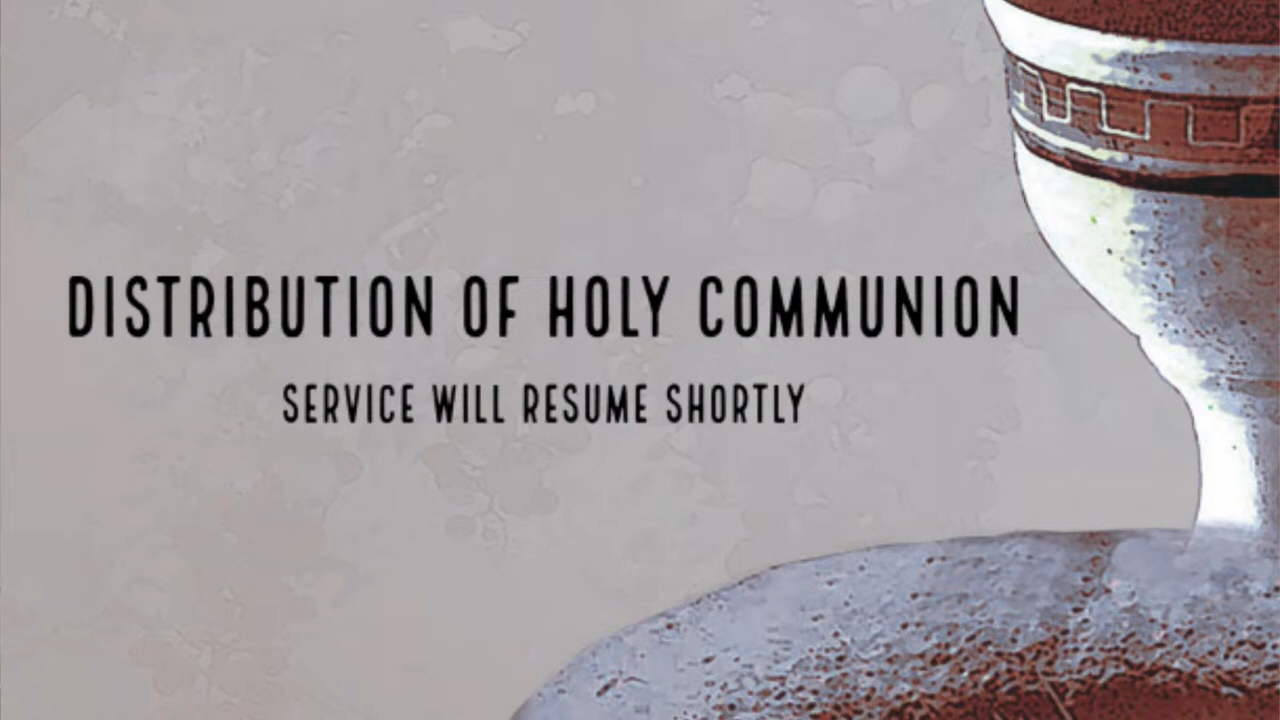 DISTRIBUTION OF HOLY COMMUNION
SERVICE WILL RESUME SHORTLY